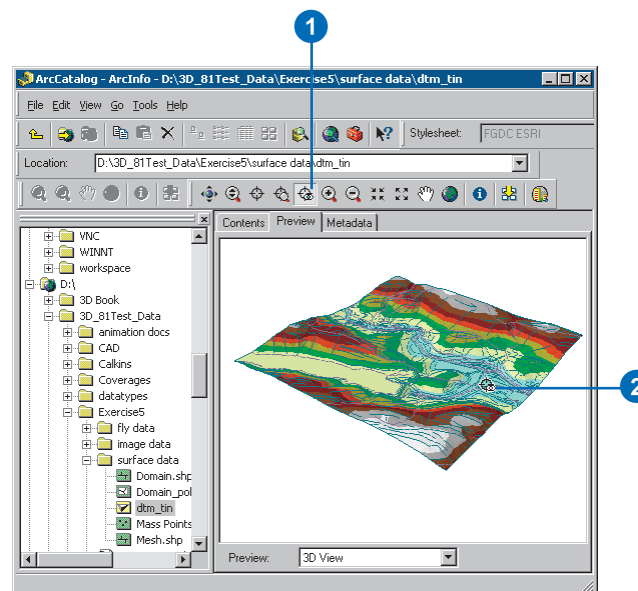 1
ArcCatalog - ArcInfo - D:\3D_81Test_Data\Exercise5\surface data\dtm_tin
File Edit View Go Tools Help
Stylesheet: FGDC ESRI
Location: D:\3D_81Test_Data\Exercise5\surface data\dtm_tin
Contents Preview Metadata
VNC
WINNT
workspace
D:\
3D Book
3D_81Test_Data
animation docs
CAD
Calkins
Coverages
datatypes
Exercise5
fly data
image data
surface data
Domain.shp
Domain_pol
dtm_tin
Mass Points
Mesh.shp
2
Preview: 3D View